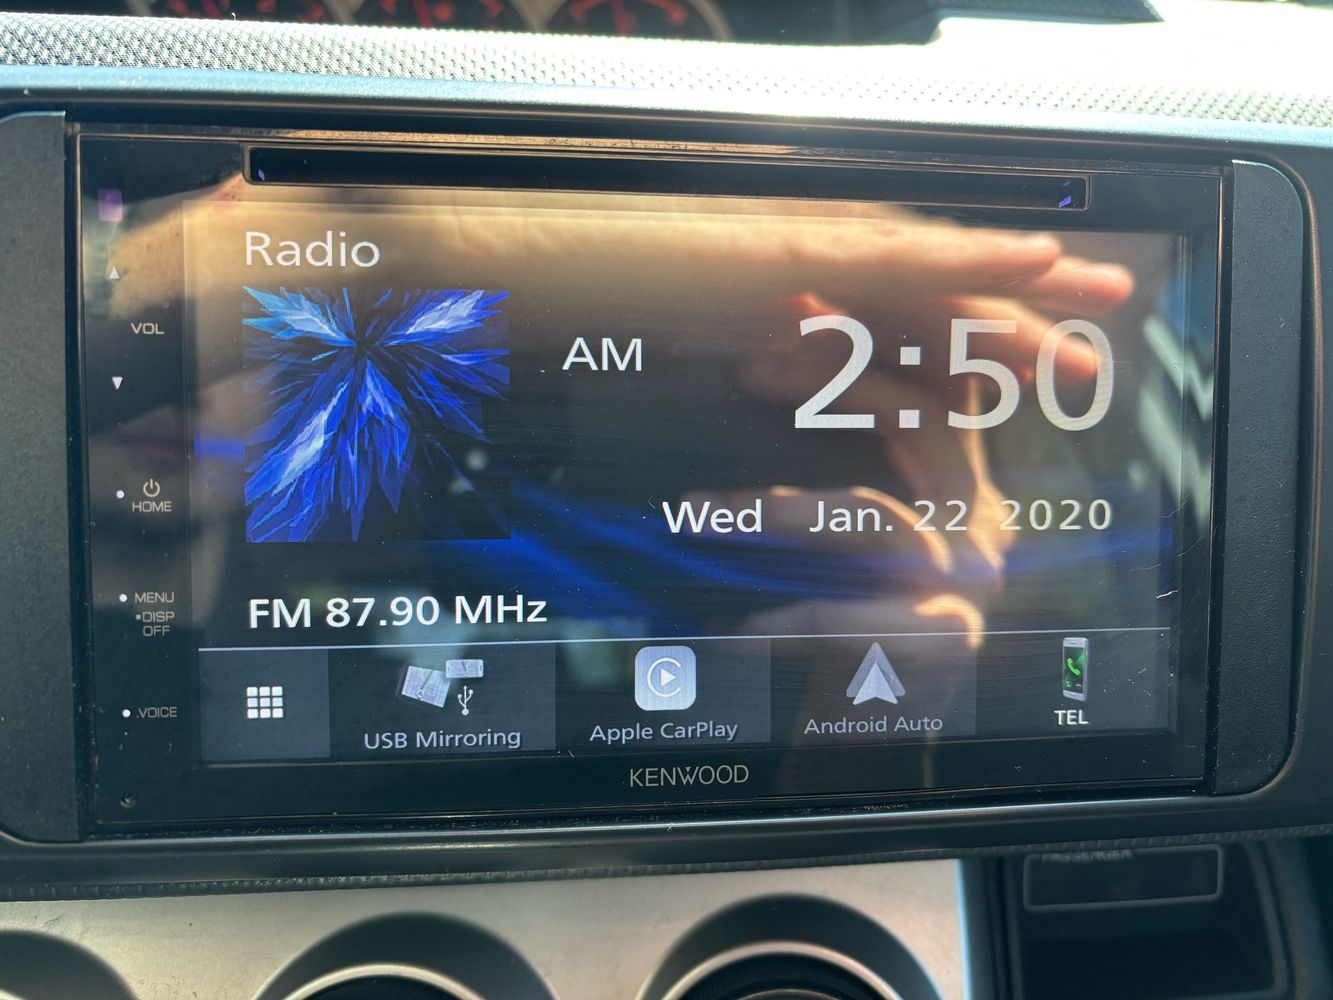 Radio
AM 2:50
VOL
Wed Jan. 22 2020
HOME
FM 87.90 MHz
MENU
DISP
OFF
VOICE
USB Mirroring
Apple CarPlay
Android Auto
TEL
KENWOOD
PASSENGER